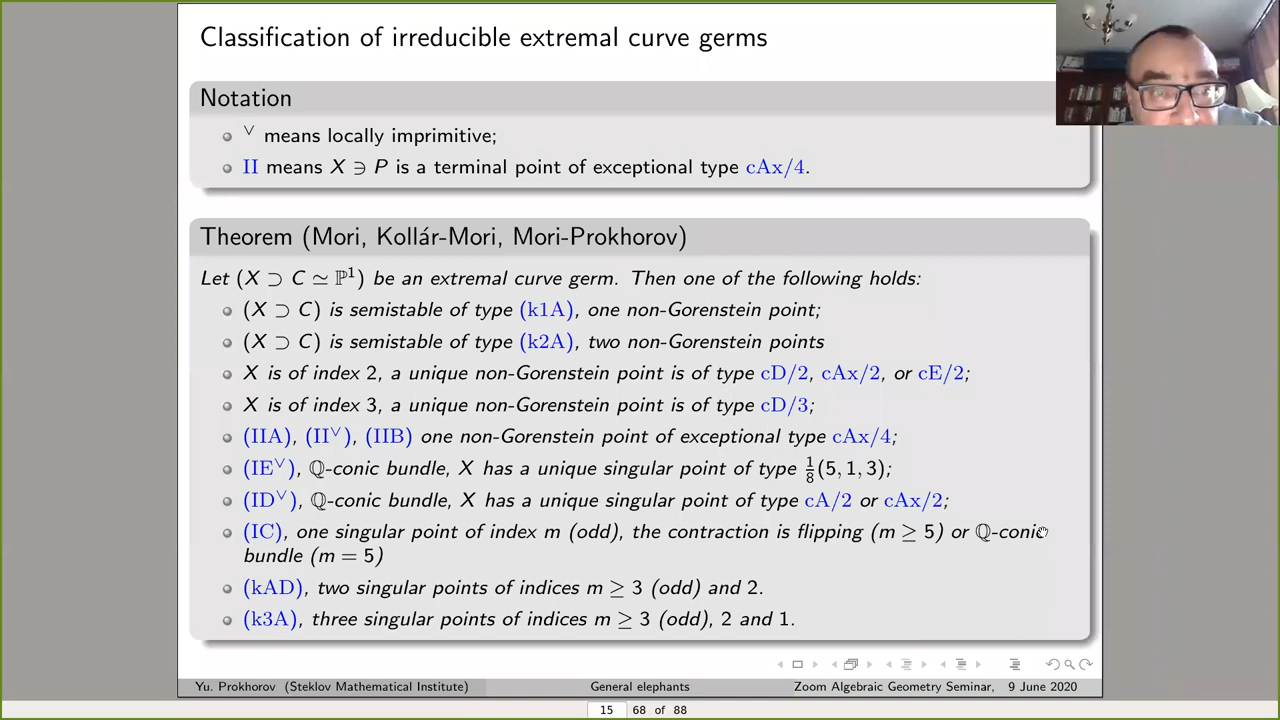 Classification of irreducible extremal curve germs
Notation
∨ means locally imprimitive;
II means X ∋ P is a terminal point of exceptional type cAx/4.
Theorem (Mori, Kollár-Mori, Mori-Prokhorov)
Let (X ⊃ C ≃ ℙ¹) be an extremal curve germ. Then one of the following holds:
(X ⊃ C) is semistable of type (k1A), one non-Gorenstein point;
(X ⊃ C) is semistable of type (k2A), two non-Gorenstein points
X is of index 2, a unique non-Gorenstein point is of type cD/2, cAx/2, or cE/2;
X is of index 3, a unique non-Gorenstein point is of type cD/3;
(IIA), (II∨), (IIB) one non-Gorenstein point of exceptional type cAx/4;
(IE∨), ℚ-conic bundle, X has a unique singular point of type 1/8(5, 1, 3);
(ID∨), ℚ-conic bundle, X has a unique singular point of type cA/2 or cAx/2;
(IC), one singular point of index m (odd), the contraction is flipping (m ≥ 5) or ℚ-conic
bundle (m = 5)
(kAD), two singular points of indices m ≥ 3 (odd) and 2.
(k3A), three singular points of indices m ≥ 3 (odd), 2 and 1.
Yu. Prokhorov (Steklov Mathematical Institute) General elephants Zoom Algebraic Geometry Seminar, 9 June 2020
15 68 of 88